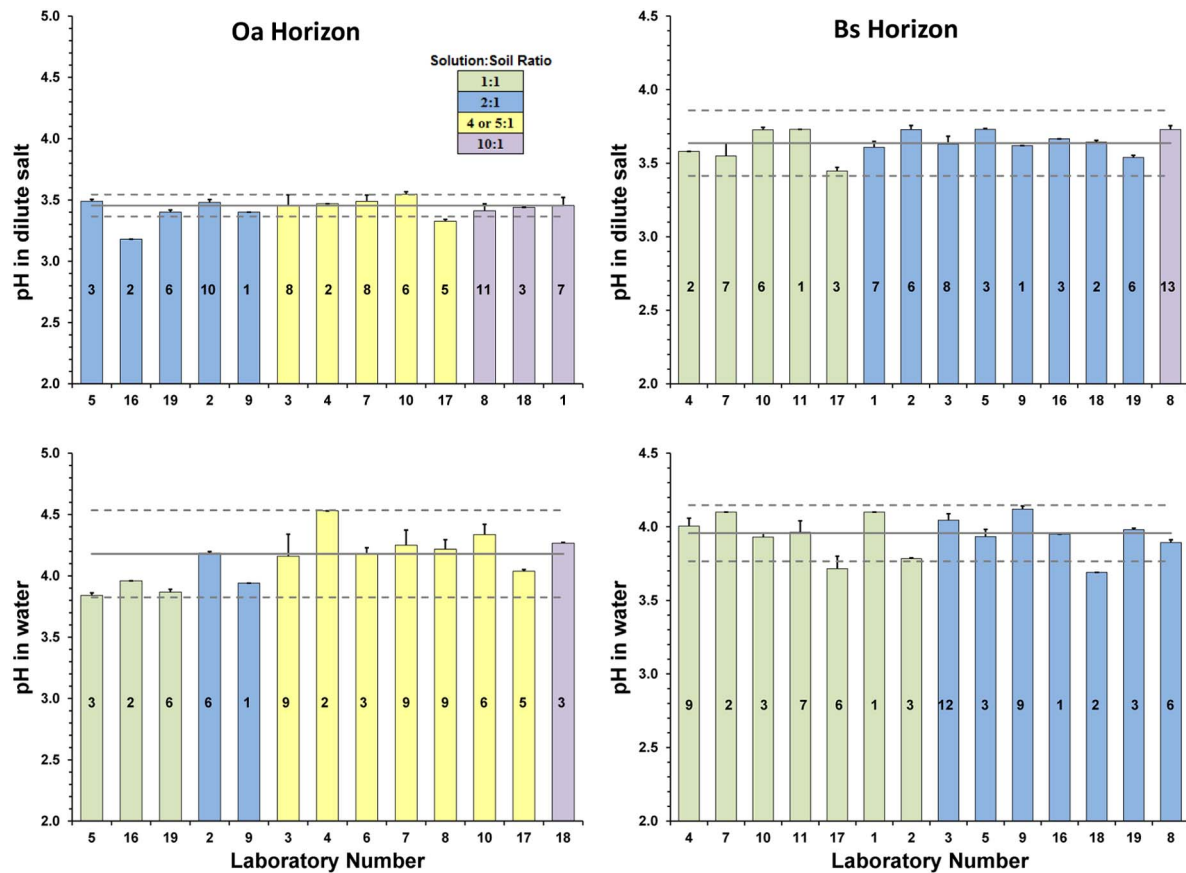 Oa Horizon
Solution:Soil Ratio
1:1
2:1
4 or 5:1
10:1
pH in dilute salt
5.0
4.5
4.0
3.5
3.0
2.5
2.0
3 2 6 10 1 8 2 8 6 5 11 3 7
5 16 19 2 9 3 4 7 10 17 8 18 1
Bs Horizon
pH in dilute salt
4.5
4.0
3.5
3.0
2.5
2.0
2 7 6 1 3 7 6 8 3 1 3 2 6 13
4 7 10 11 17 1 2 3 5 9 16 18 19 8
pH in water
5.0
4.5
4.0
3.5
3.0
2.5
2.0
3 2 6 6 1 9 2 3 9 9 6 5 3
5 16 19 2 9 3 4 6 7 8 10 17 18
Laboratory Number
pH in water
4.5
4.0
3.5
3.0
2.5
2.0
9 2 3 7 6 1 3 12 3 9 1 2 3 6
4 7 10 11 17 1 2 3 5 9 16 18 19 8
Laboratory Number